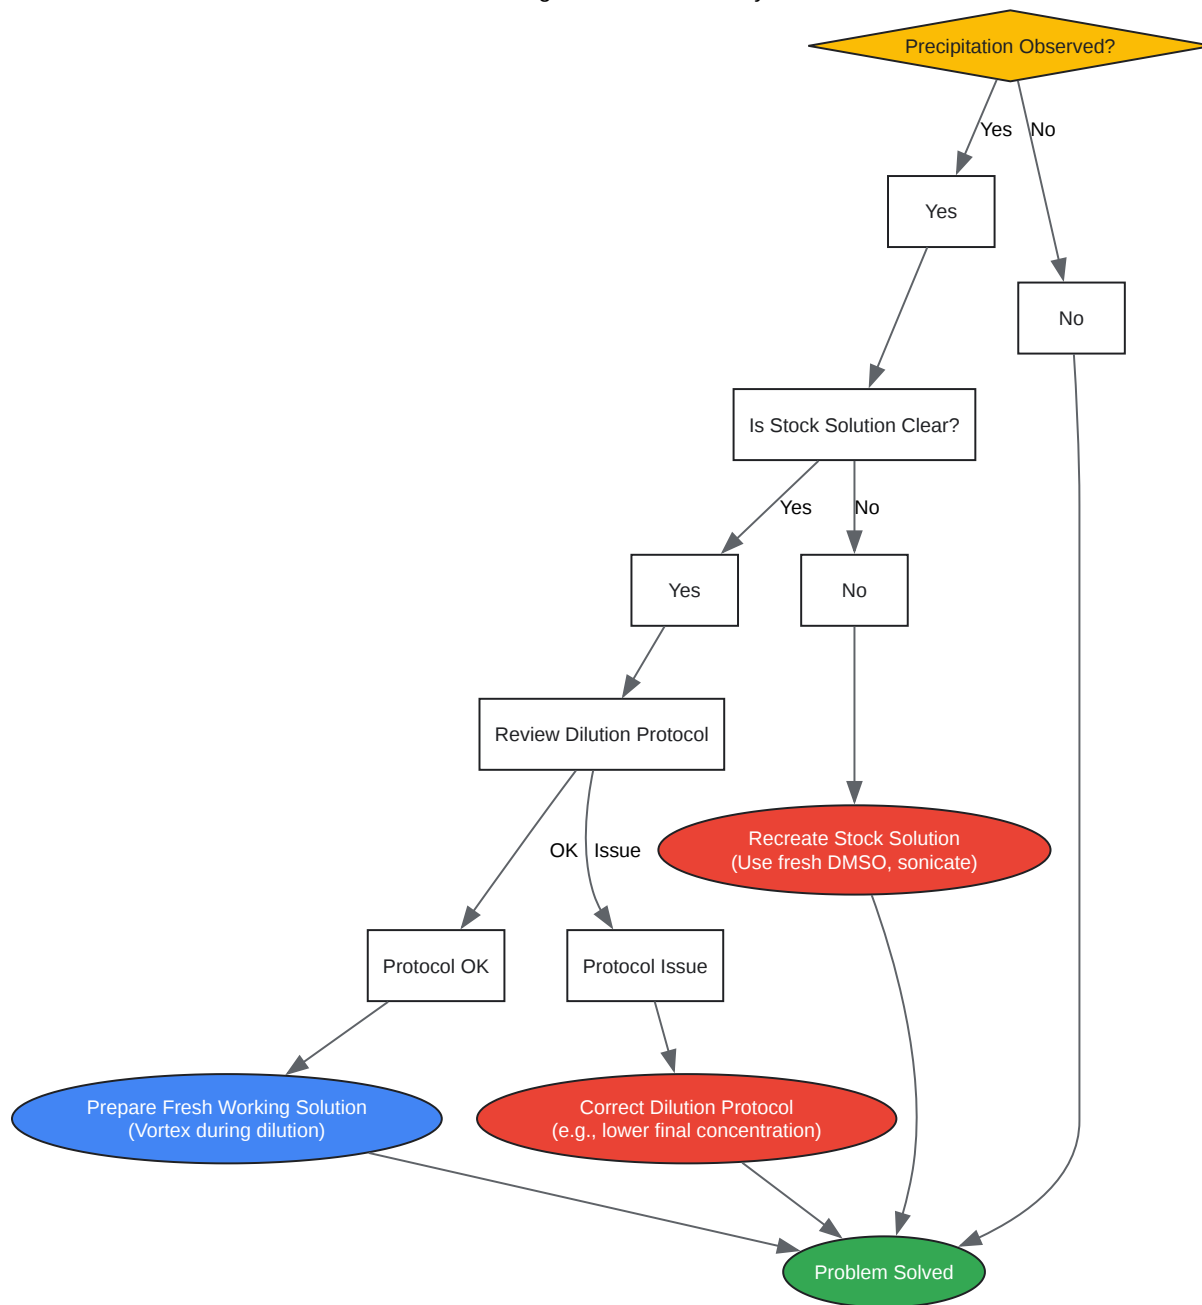 Precipitation Observed?
Yes
No
Yes
No
Is Stock Solution Clear?
Yes
No
Yes
No
Review Dilution Protocol
OK
Issue
Recreate Stock Solution
(Use fresh DMSO, sonicate)
Protocol OK
Protocol Issue
Prepare Fresh Working Solution
(Vortex during dilution)
Correct Dilution Protocol
(e.g., lower final concentration)
Problem Solved